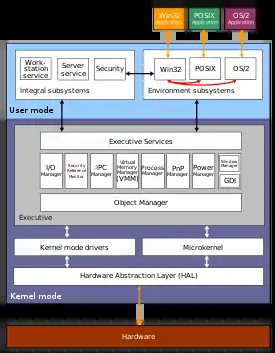 Win32
Application
POSIX
Application
OS/2
Application
Work-
station
service
Server
service
Security
Win32
POSIX
OS/2
Integral subsystems
Environment subsystems
User mode
Executive Services
I/O
Manager
Security
Reference
Monitor
IPC
Manager
Virtual
Memory
Manager
(VMM)
Process
Manager
PnP
Manager
Power
Manager
Window
Manager
GDI
Object Manager
Executive
Kernel mode drivers
Microkernel
Hardware Abstraction Layer (HAL)
Kernel mode
Hardware